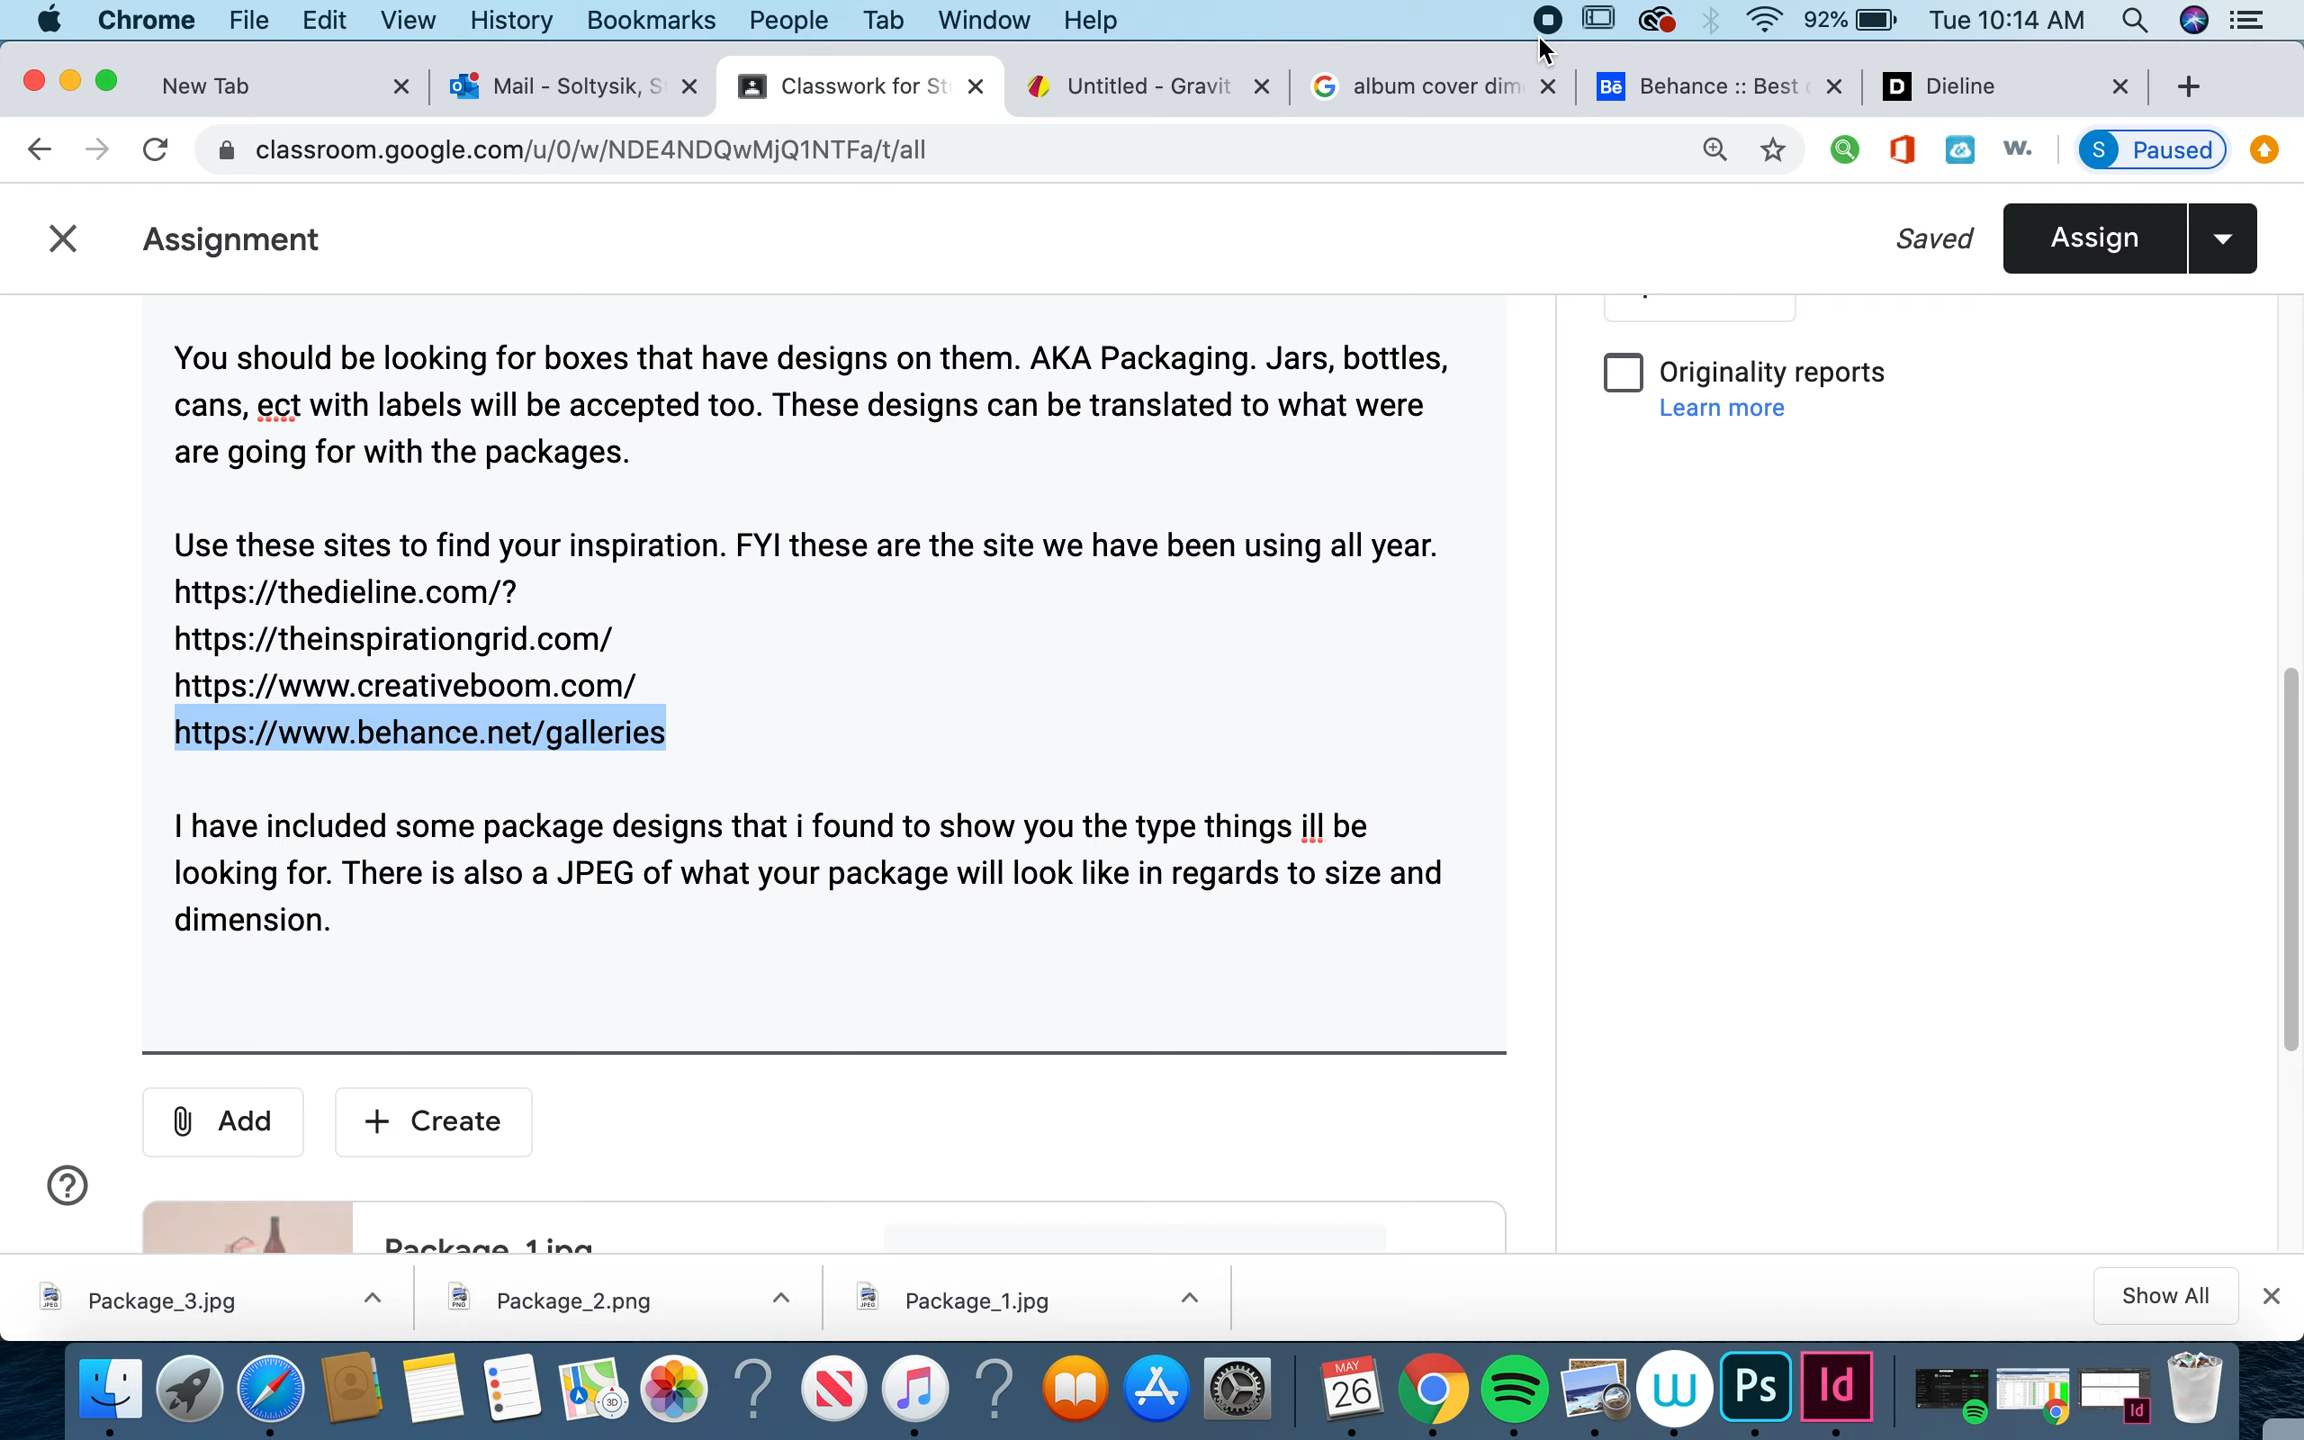 Chrome File Edit View History Bookmarks People Tab Window Help 92% Tue 10:14 AM
New Tab Mail - Soltysik, S Classwork for St Untitled - Gravit album cover dim Behance :: Best Dieline
classroom.google.com/u/0/w/NDE4NDQwMjQ1NTFa/t/all w. S Paused
Assignment Saved Assign
You should be looking for boxes that have designs on them. AKA Packaging. Jars, bottles,
cans, ect with labels will be accepted too. These designs can be translated to what were
are going for with the packages.
Use these sites to find your inspiration. FYI these are the site we have been using all year.
https://thedieline.com/?
https://theinspirationgrid.com/
https://www.creativeboom.com/
https://www.behance.net/galleries
I have included some package designs that i found to show you the type things ill be
looking for. There is also a JPEG of what your package will look like in regards to size and
dimension.
Originality reports
Learn more
Add Create
Package_1.jpg
Package_3.jpg Package_2.png Package_1.jpg Show All
MAY
26
Ps Id